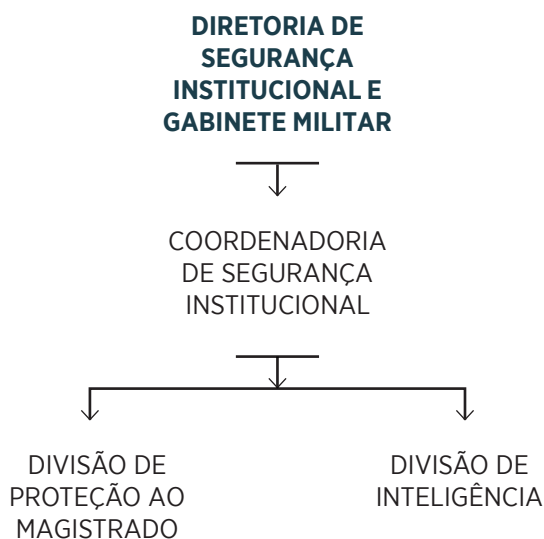 DIRETORIA DE
SEGURANÇA
INSTITUCIONAL E
GABINETE MILITAR
COORDENADORIA
DE SEGURANÇA
INSTITUCIONAL
DIVISÃO DE
PROTEÇÃO AO
MAGISTRADO
DIVISÃO DE
INTELIGÊNCIA